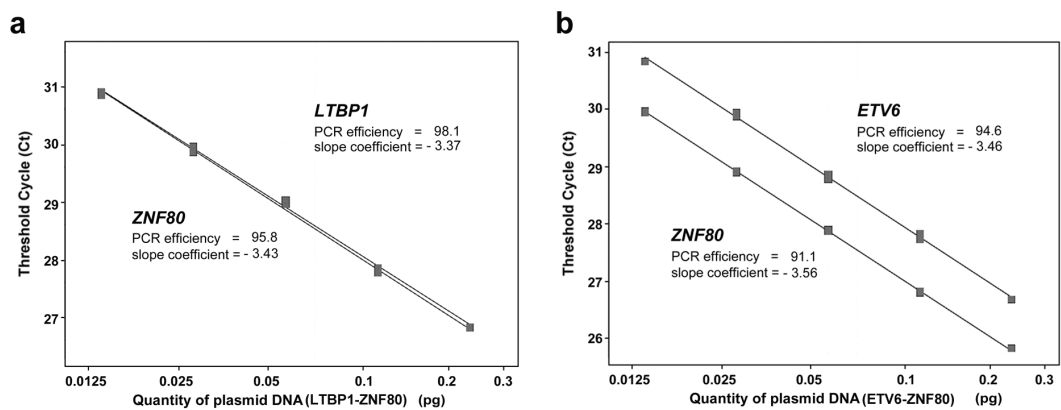 a
Threshold Cycle (Ct)
31
30
29
28
27
LTBP1
PCR efficiency = 98.1
slope coefficient = - 3.37
ZNF80
PCR efficiency = 95.8
slope coefficient = - 3.43
0.0125 0.025 0.05 0.1 0.2 0.3
Quantity of plasmid DNA (LTBP1-ZNF80) (pg)
b
Threshold Cycle (Ct)
31
30
29
28
27
26
ETV6
PCR efficiency = 94.6
slope coefficient = - 3.46
ZNF80
PCR efficiency = 91.1
slope coefficient = - 3.56
0.0125 0.025 0.05 0.1 0.2 0.3
Quantity of plasmid DNA (ETV6-ZNF80) (pg)